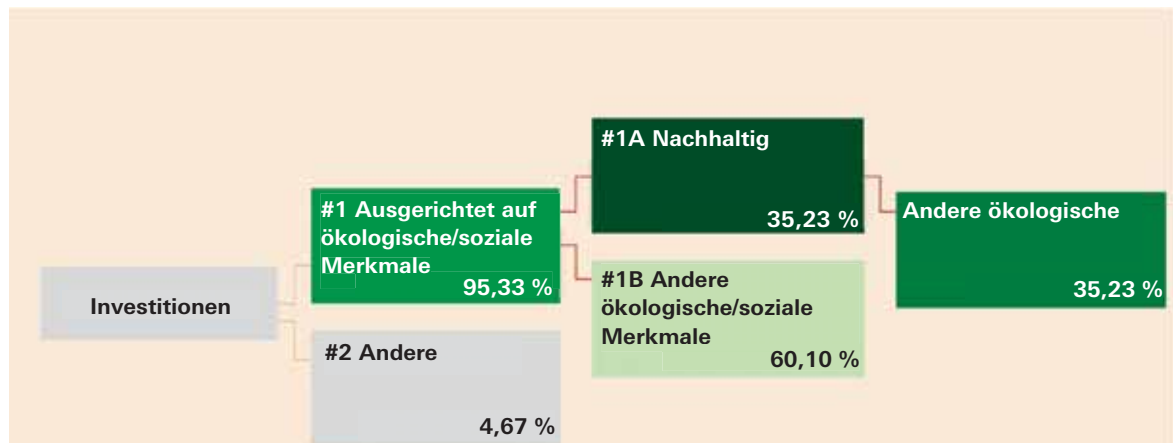 Investitionen
#1 Ausgerichtet auf
ökologische/soziale
Merkmale
95,33 %
#2 Andere
4,67 %
#1A Nachhaltig
35,23 %
#1B Andere
ökologische/soziale
Merkmale
60,10 %
Andere ökologische
35,23 %